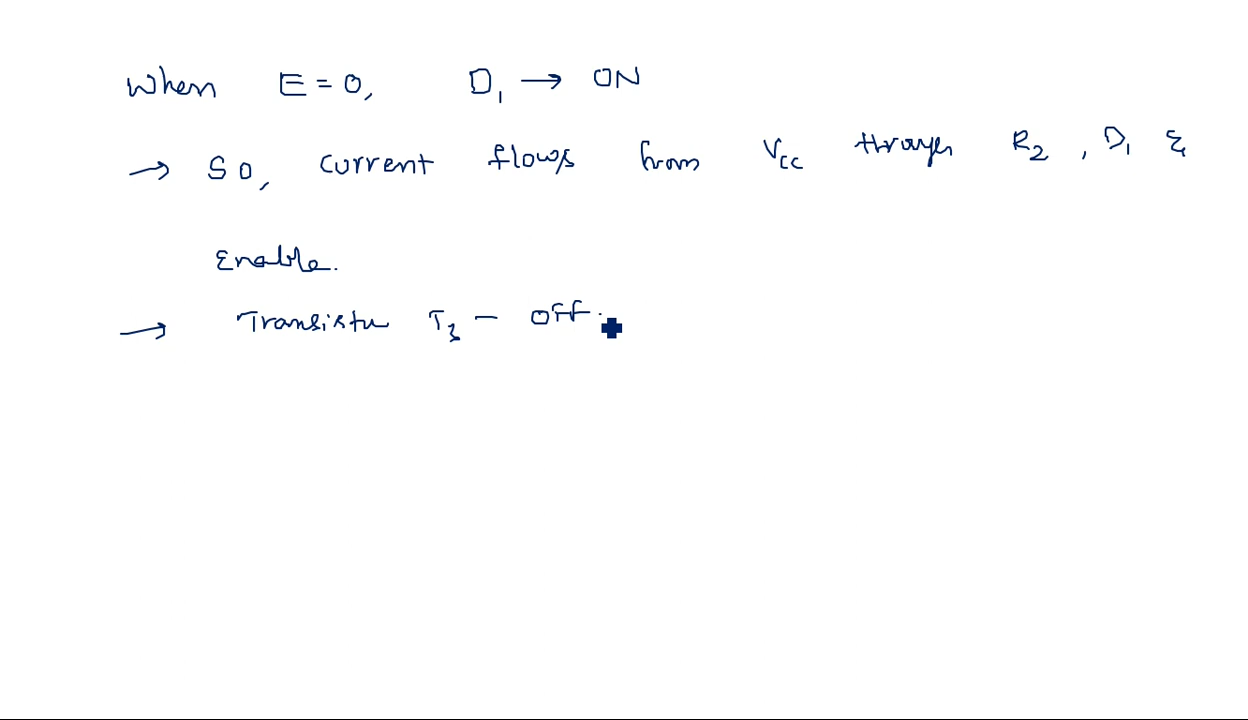 When E = 0, D1 → ON
→ So, current flows from Vcc through R2, D1 &
Enable.
→ Transistor T3 - off.